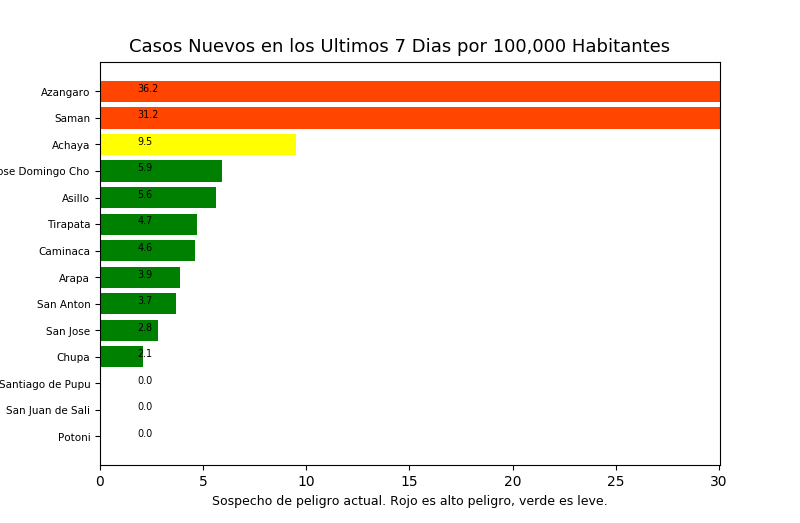 Casos Nuevos en los Ultimos 7 Dias por 100,000 Habitantes
Azangaro 36.2
Saman 31.2
Achaya 9.5
ose Domingo Cho 5.9
Asillo 5.6
Tirapata 4.7
Caminaca 4.6
Arapa 3.9
San Anton 3.7
San Jose 2.8
Chupa 2.1
Santiago de Pupu 0.0
San Juan de Sali 0.0
Potoni 0.0
0 5 10 15 20 25 30
Sospecho de peligro actual. Rojo es alto peligro, verde es leve.